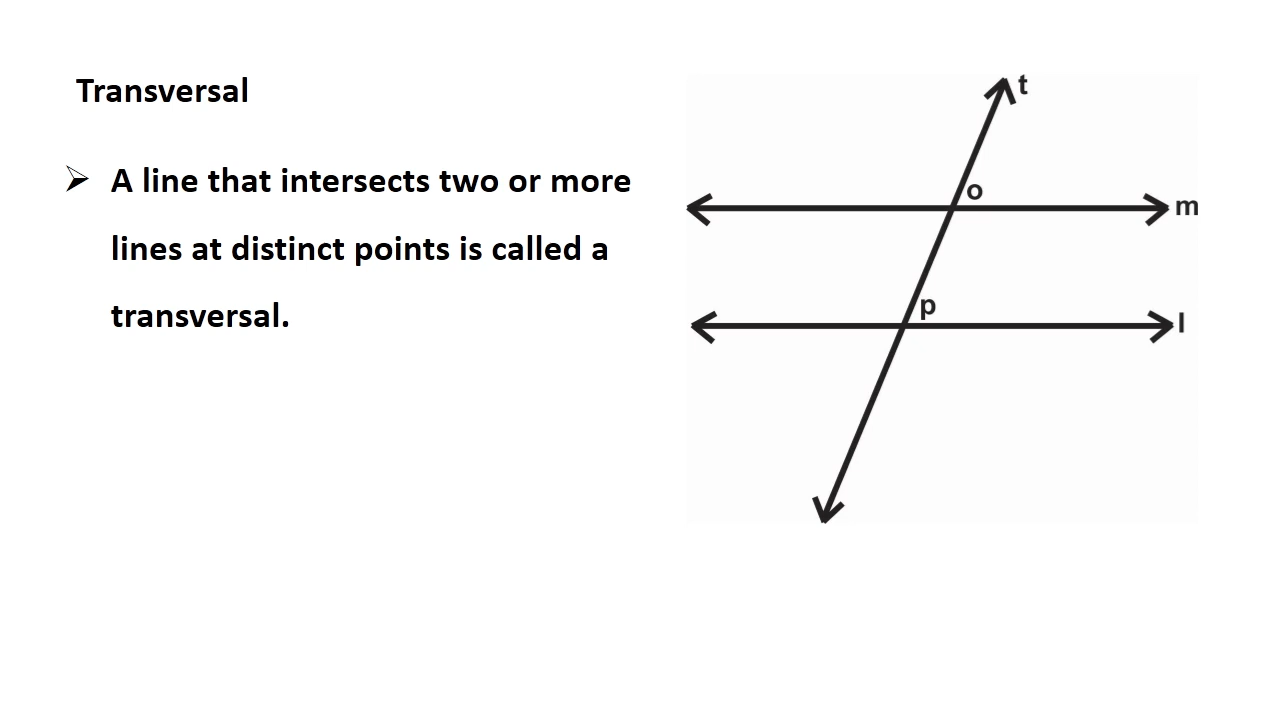 Transversal
➢ A line that intersects two or more
lines at distinct points is called a
transversal.
t
o
m
p
l